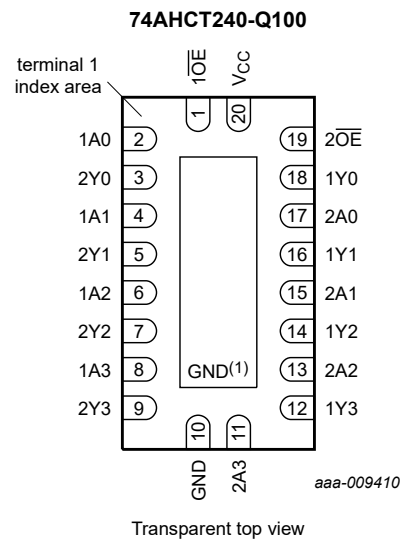 74AHCT240-Q100
terminal 1
index area
1OE
VCC
1
20
1A0 2 19 2OE
2Y0 3 18 1Y0
1A1 4 17 2A0
2Y1 5 16 1Y1
1A2 6 15 2A1
2Y2 7 14 1Y2
1A3 8 GND(1) 13 2A2
2Y3 9 12 1Y3
10
11
GND
2A3
aaa-009410
Transparent top view